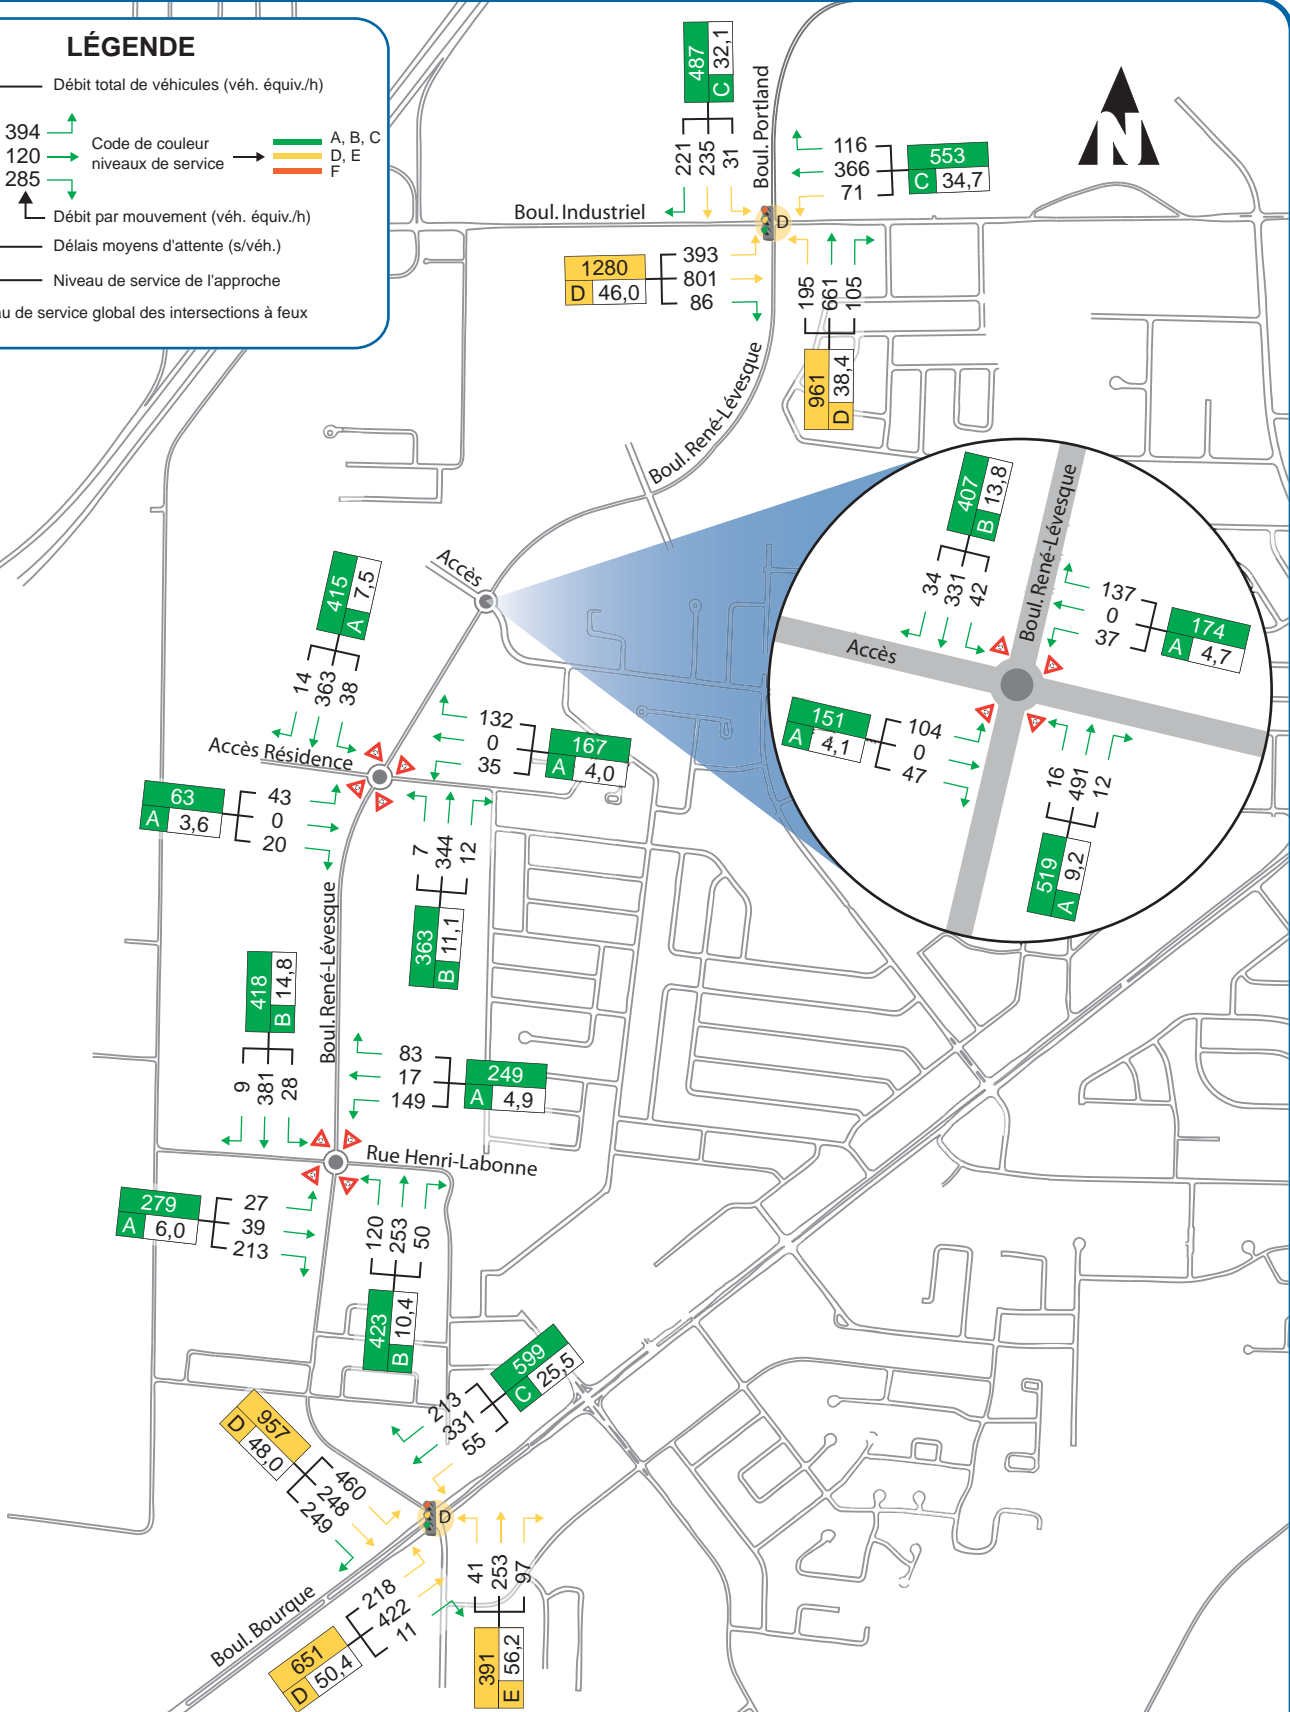 LÉGENDE
Débit total de véhicules (véh. équiv./h)
394
120
285
Code de couleur
niveaux de service
A, B, C
D, E
F
Débit par mouvement (véh. équiv./h)
Délais moyens d'attente (s/véh.)
Niveau de service de l'approche
au de service global des intersections à feux
487
C 32,1
221
235
31
Boul. Portland
116
366
71
553
C 34,7
Boul. Industriel
D
1280
D 46,0
393
801
86
195
661
105
961
D 38,4
Boul. René-Lévesque
Accès
407
B 13,8
34
331
42
Boul. René-Lévesque
137
0
37
174
A 4,7
Accès
151
A 4,1
104
0
47
16
491
12
519
A 9,2
415
A 7,5
14
363
38
Accès Résidence
132
0
35
167
A 4,0
63
A 3,6
43
0
20
7
344
12
363
B 11,1
Boul. René-Lévesque
418
B 14,8
9
381
28
83
17
149
249
A 4,9
Rue Henri-Labonne
279
A 6,0
27
39
213
120
253
50
423
B 10,4
599
C 25,5
213
331
55
957
D 48,0
460
248
249
D
Boul. Bourque
218
422
11
651
D 50,4
41
253
97
391
E 56,2
N